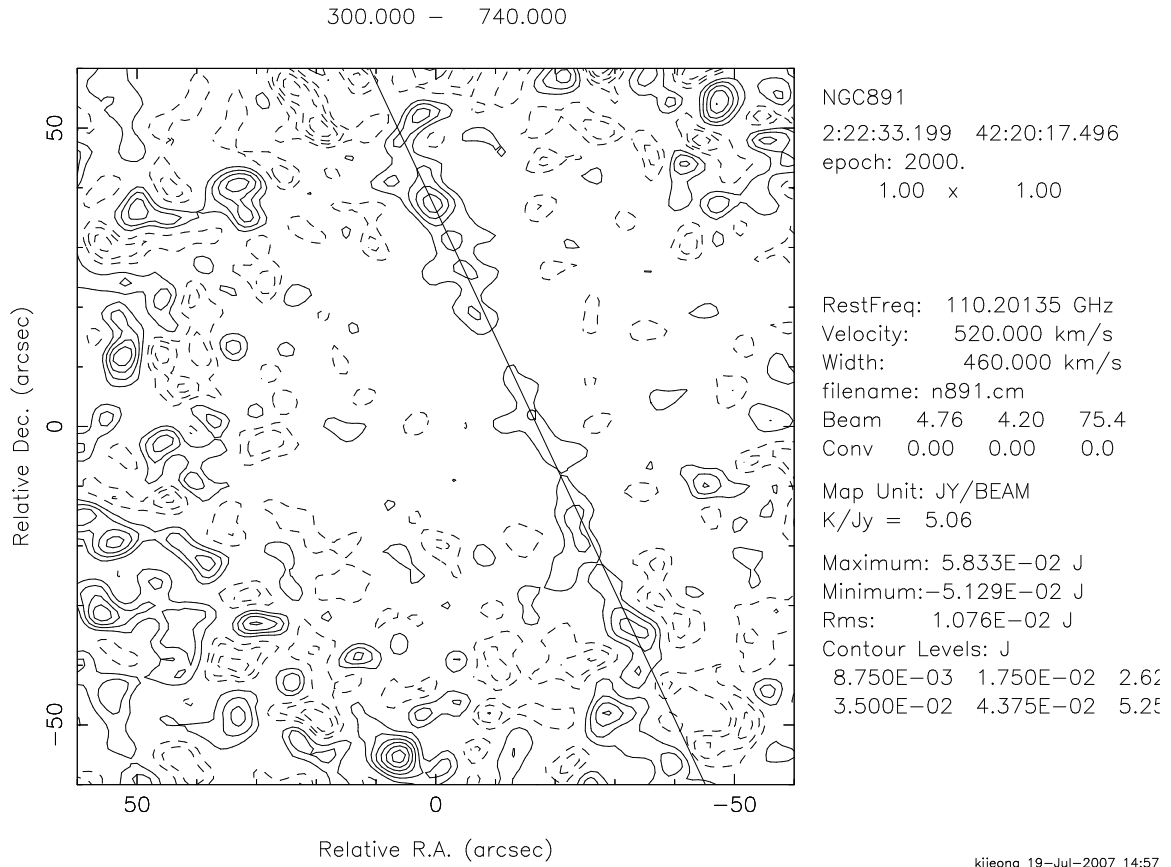 300.000 − 740.000
NGC891
2:22:33.199 42:20:17.496
epoch: 2000.
1.00 x 1.00
RestFreq: 110.20135 GHz
Velocity: 520.000 km/s
Width: 460.000 km/s
filename: n891.cm
Beam 4.76 4.20 75.4
Conv 0.00 0.00 0.0
Map Unit: JY/BEAM
K/Jy = 5.06
Maximum: 5.833E−02 J
Minimum:−5.129E−02 J
Rms: 1.076E−02 J
Contour Levels: J
8.750E−03 1.750E−02 2.62
3.500E−02 4.375E−02 5.25
Relative Dec. (arcsec)
50
0
−50
50 0 −50
Relative R.A. (arcsec)
kijeong 19−Jul−2007 14:57